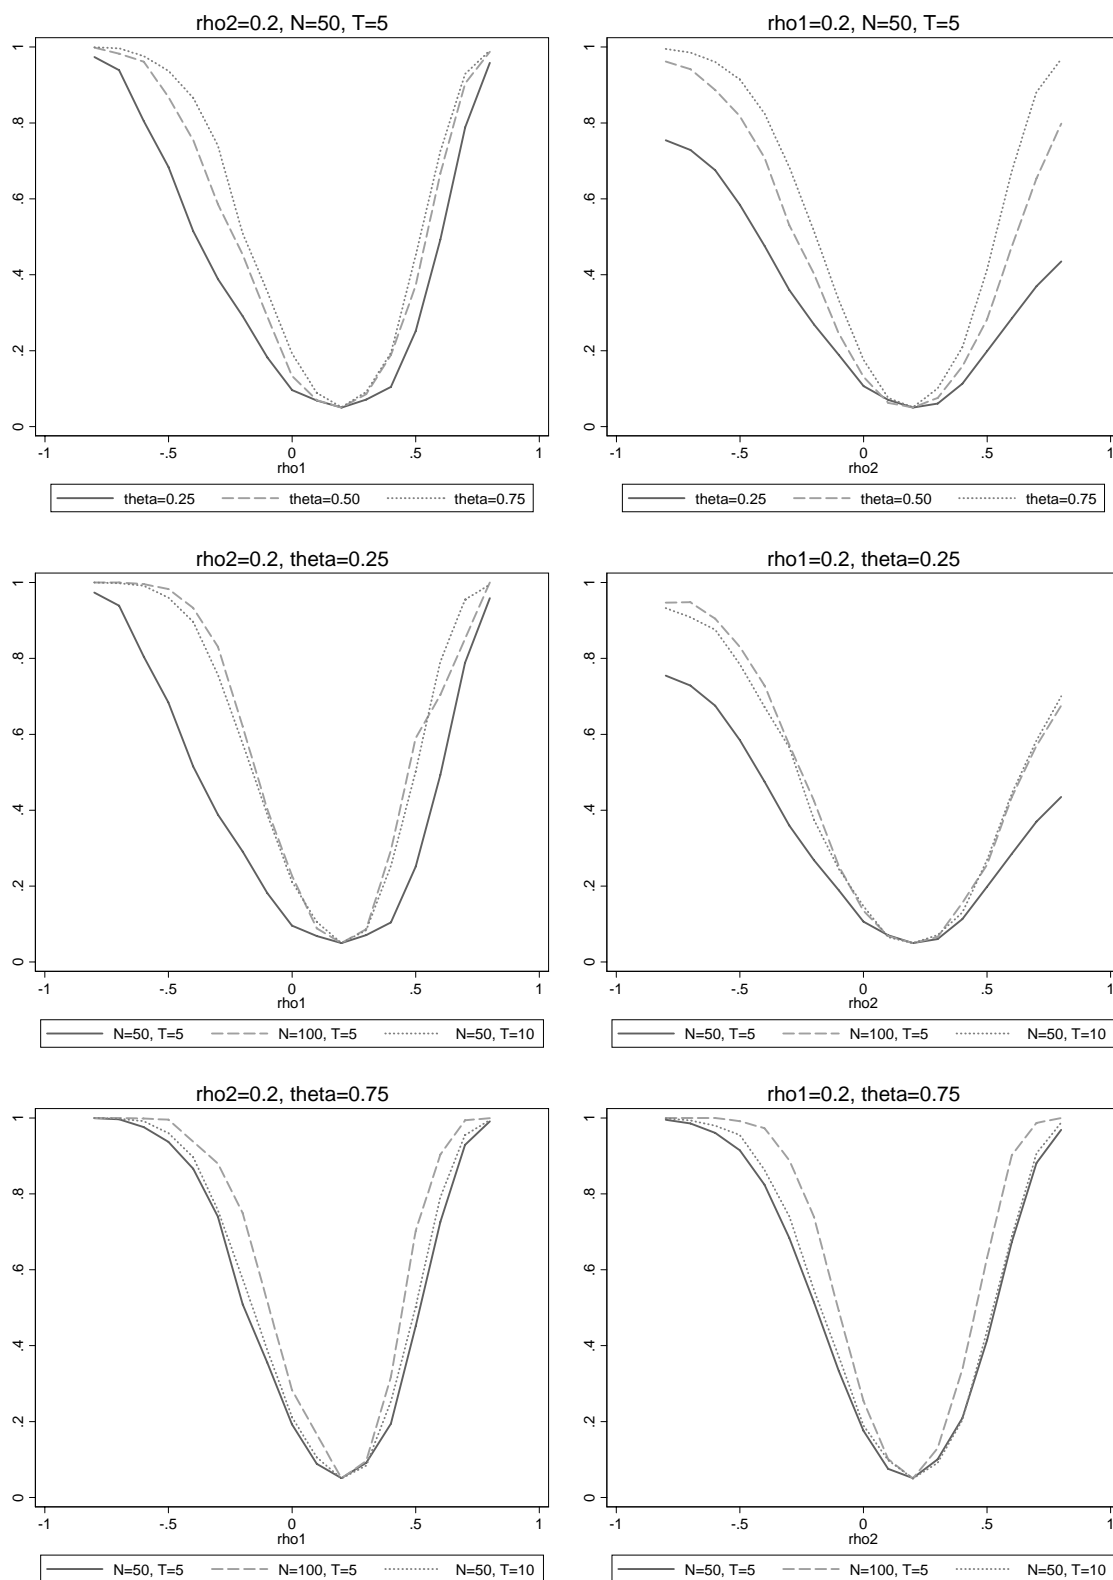 rho2=0.2, N=50, T=5
1
.8
.6
.4
.2
0
-1 -.5 0 .5 1
rho1
theta=0.25 theta=0.50 theta=0.75
rho1=0.2, N=50, T=5
1
.8
.6
.4
.2
0
-1 -.5 0 .5 1
rho2
theta=0.25 theta=0.50 theta=0.75
rho2=0.2, theta=0.25
1
.8
.6
.4
.2
0
-1 -.5 0 .5 1
rho1
N=50, T=5 N=100, T=5 N=50, T=10
rho1=0.2, theta=0.25
1
.8
.6
.4
.2
0
-1 -.5 0 .5 1
rho2
N=50, T=5 N=100, T=5 N=50, T=10
rho2=0.2, theta=0.75
1
.8
.6
.4
.2
0
-1 -.5 0 .5 1
rho1
N=50, T=5 N=100, T=5 N=50, T=10
rho1=0.2, theta=0.75
1
.8
.6
.4
.2
0
-1 -.5 0 .5 1
rho2
N=50, T=5 N=100, T=5 N=50, T=10